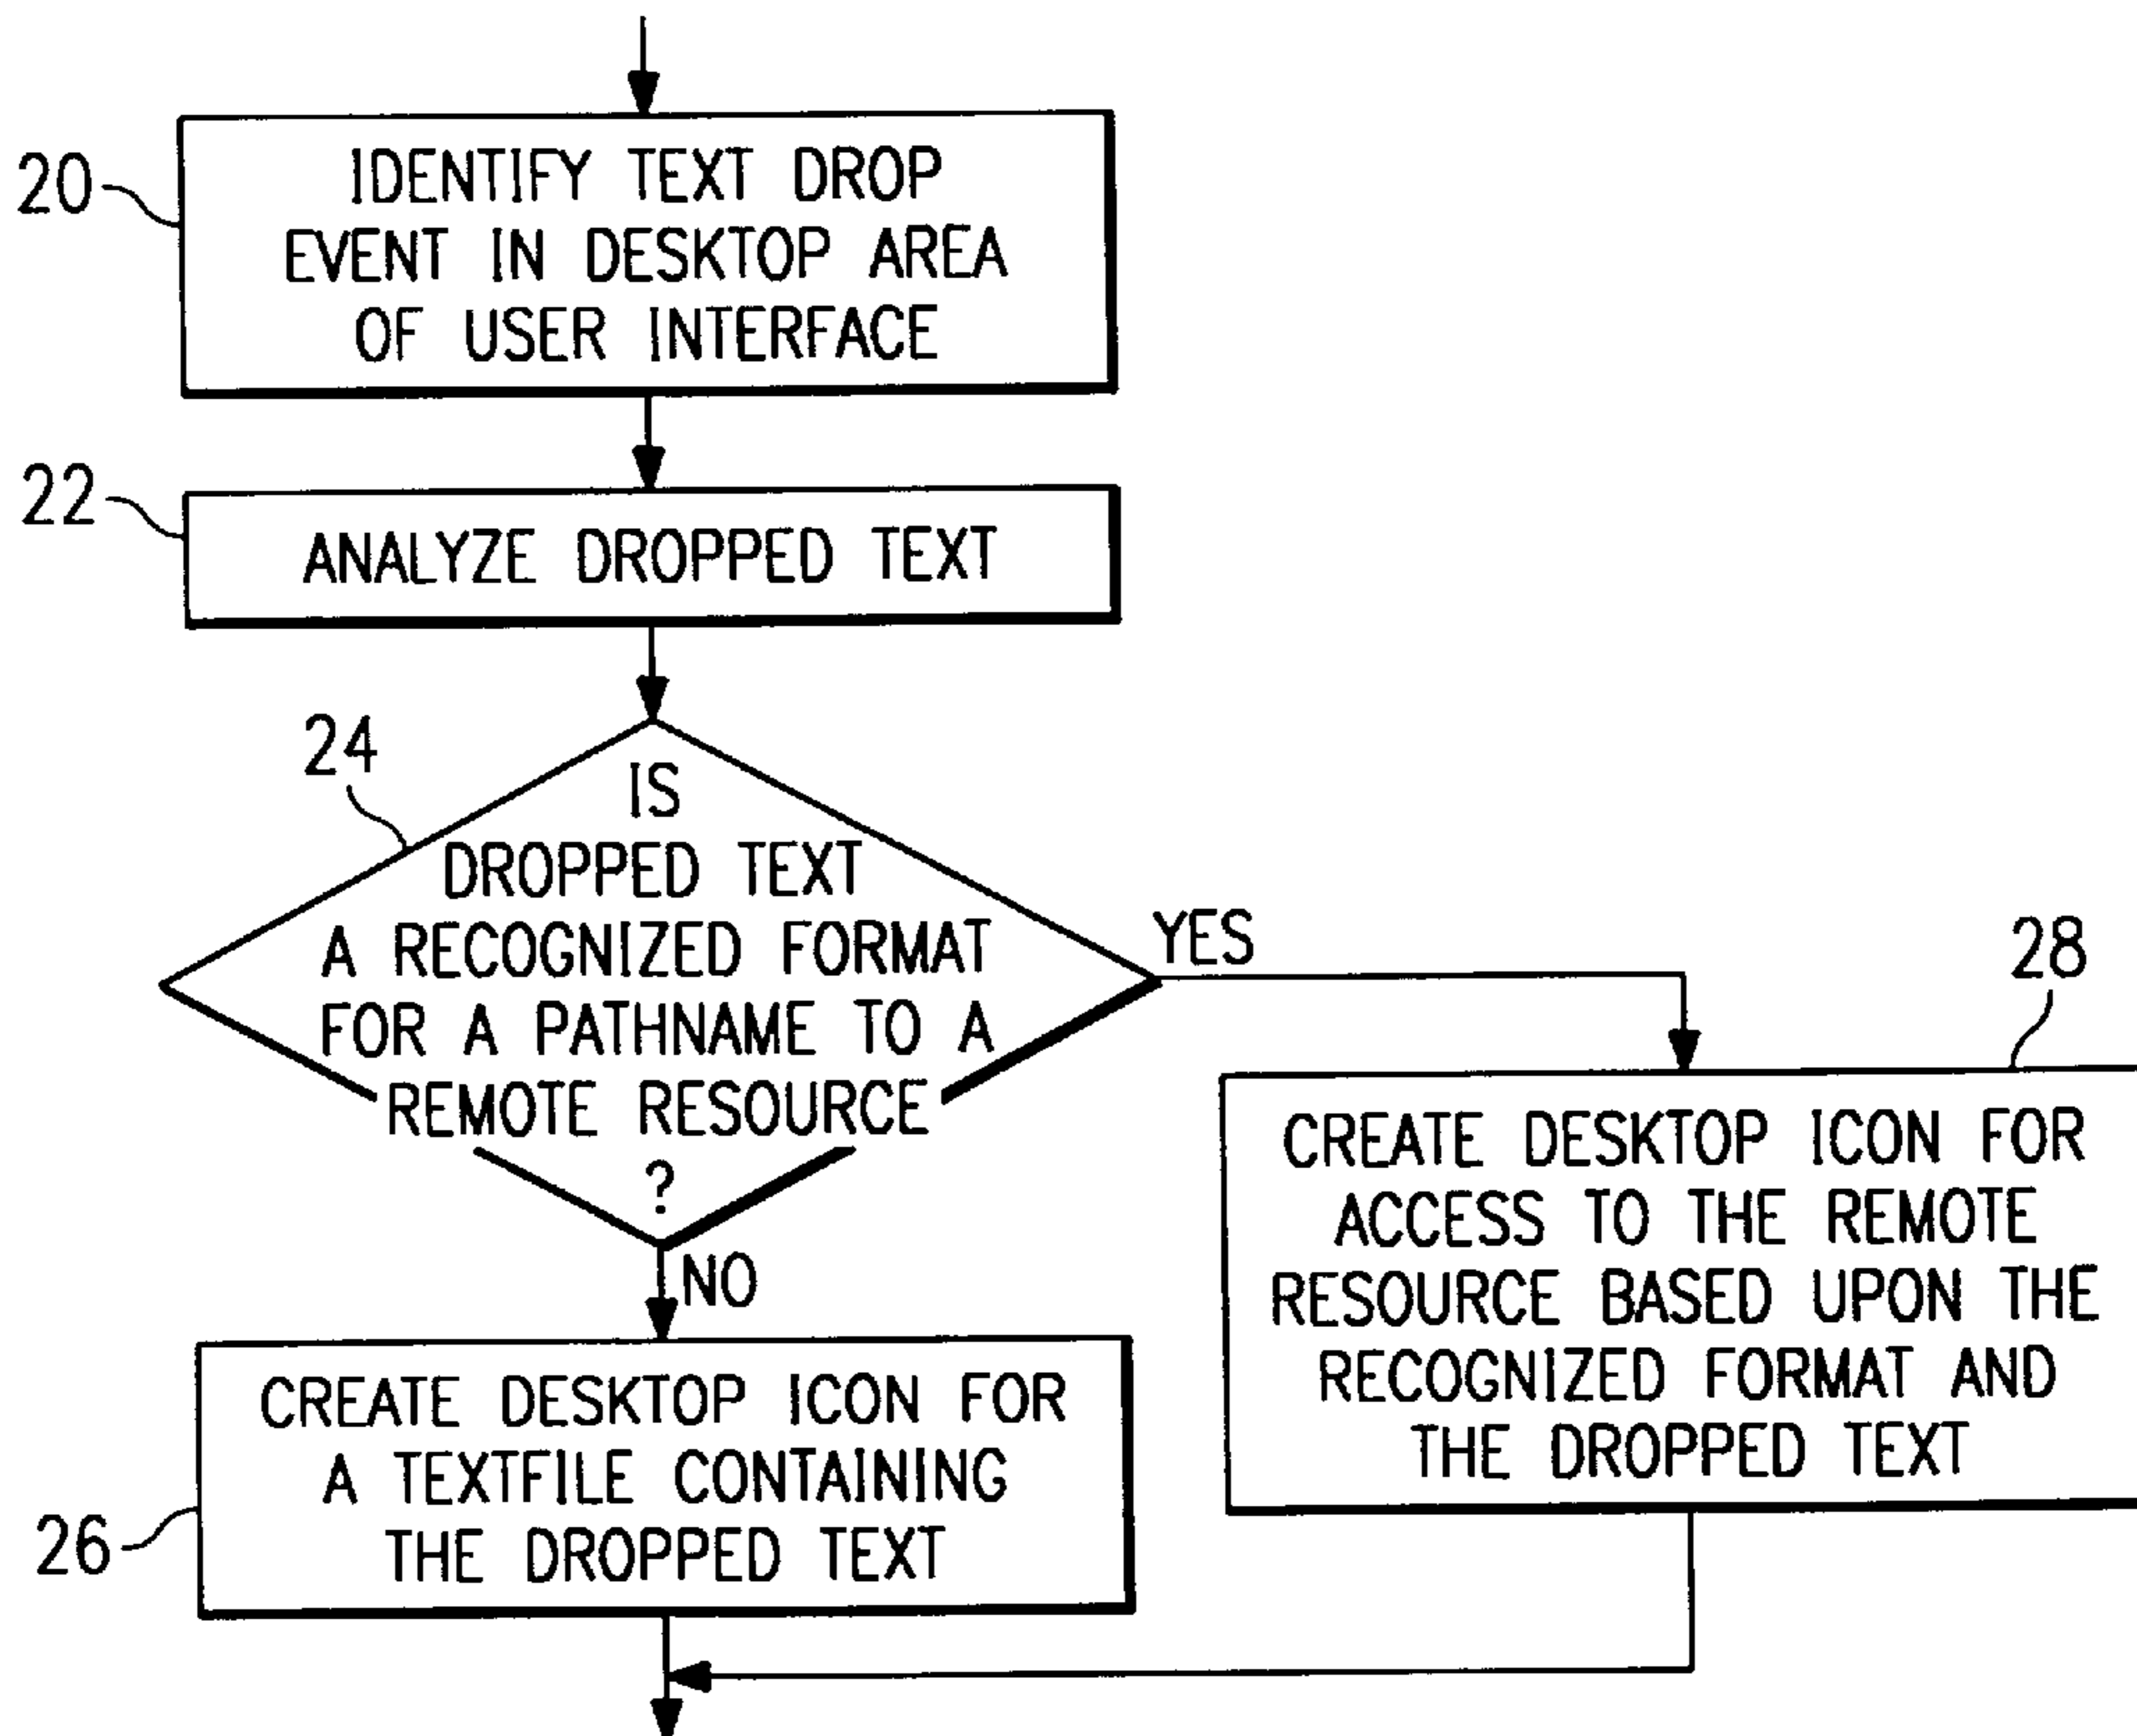 20
IDENTIFY TEXT DROP
EVENT IN DESKTOP AREA
OF USER INTERFACE
22
ANALYZE DROPPED TEXT
24
IS
DROPPED TEXT
A RECOGNIZED FORMAT
FOR A PATHNAME TO A
REMOTE RESOURCE
?
YES
NO
28
CREATE DESKTOP ICON FOR
ACCESS TO THE REMOTE
RESOURCE BASED UPON THE
RECOGNIZED FORMAT AND
THE DROPPED TEXT
26
CREATE DESKTOP ICON FOR
A TEXTFILE CONTAINING
THE DROPPED TEXT